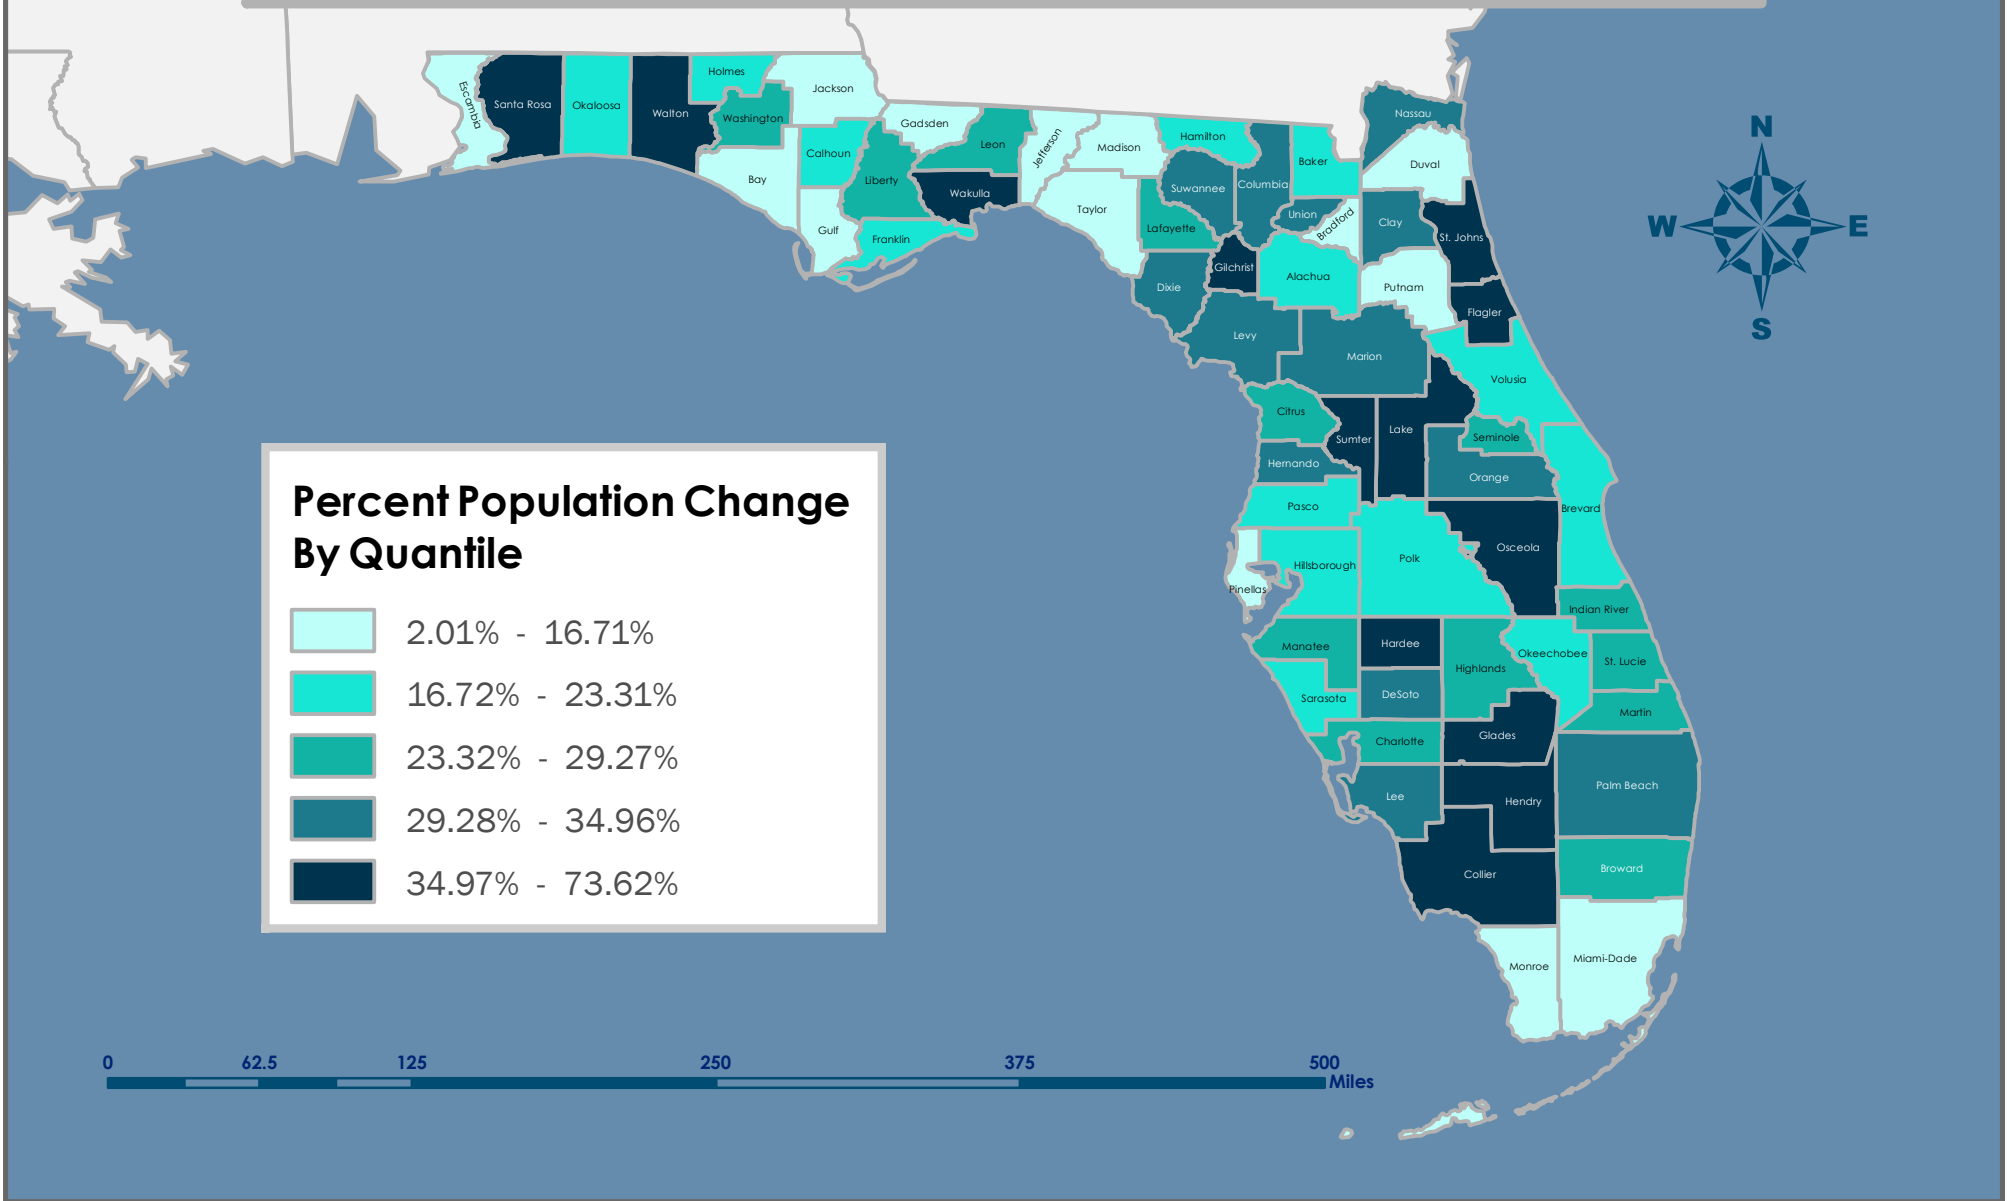 Escambia
Santa Rosa
Okaloosa
Walton
Holmes
Washington
Jackson
Bay
Calhoun
Gulf
Gadsden
Liberty
Franklin
Leon
Wakulla
Jefferson
Madison
Taylor
Hamilton
Suwannee
Lafayette
Columbia
Baker
Union
Bradford
Nassau
Duval
Clay
St. Johns
Dixie
Gilchrist
Alachua
Putnam
Flagler
Levy
Marion
Volusia
Citrus
Sumter
Lake
Seminole
Hernando
Orange
Pasco
Brevard
Osceola
Polk
Hillsborough
Pinellas
Indian River
Manatee
Hardee
Highlands
Okeechobee
St. Lucie
Sarasota
DeSoto
Martin
Charlotte
Glades
Lee
Hendry
Palm Beach
Collier
Broward
Monroe
Miami-Dade
N
W
E
S
Percent Population Change
By Quantile
2.01% - 16.71%
16.72% - 23.31%
23.32% - 29.27%
29.28% - 34.96%
34.97% - 73.62%
0 62.5 125 250 375 500
Miles